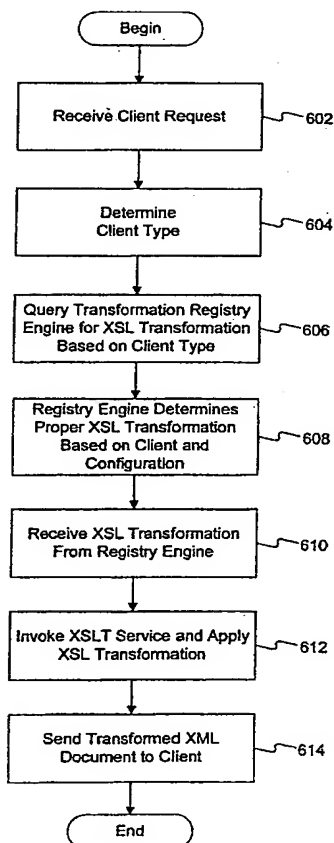 Begin
Receive Client Request
602
Determine
Client Type
604
Query Transformation Registry
Engine for XSL Transformation
Based on Client Type
606
Registry Engine Determines
Proper XSL Transformation
Based on Client and
Configuration
608
Receive XSL Transformation
From Registry Engine
610
Invoke XSLT Service and Apply
XSL Transformation
612
Send Transformed XML
Document to Client
614
End